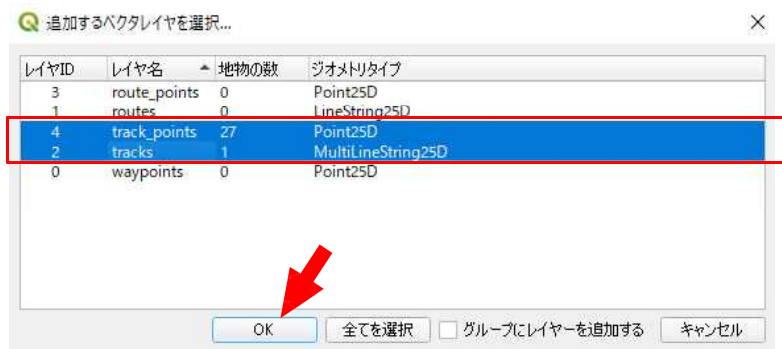 追加するベクタレイヤを選択...
レイヤID レイヤ名 地物の数 ジオメトリタイプ
3 route_points 0 Point25D
1 routes 0 LineString25D
4 track_points 27 Point25D
2 tracks 1 MultiLineString25D
0 waypoints 0 Point25D
OK 全てを選択 グループにレイヤーを追加する キャンセル